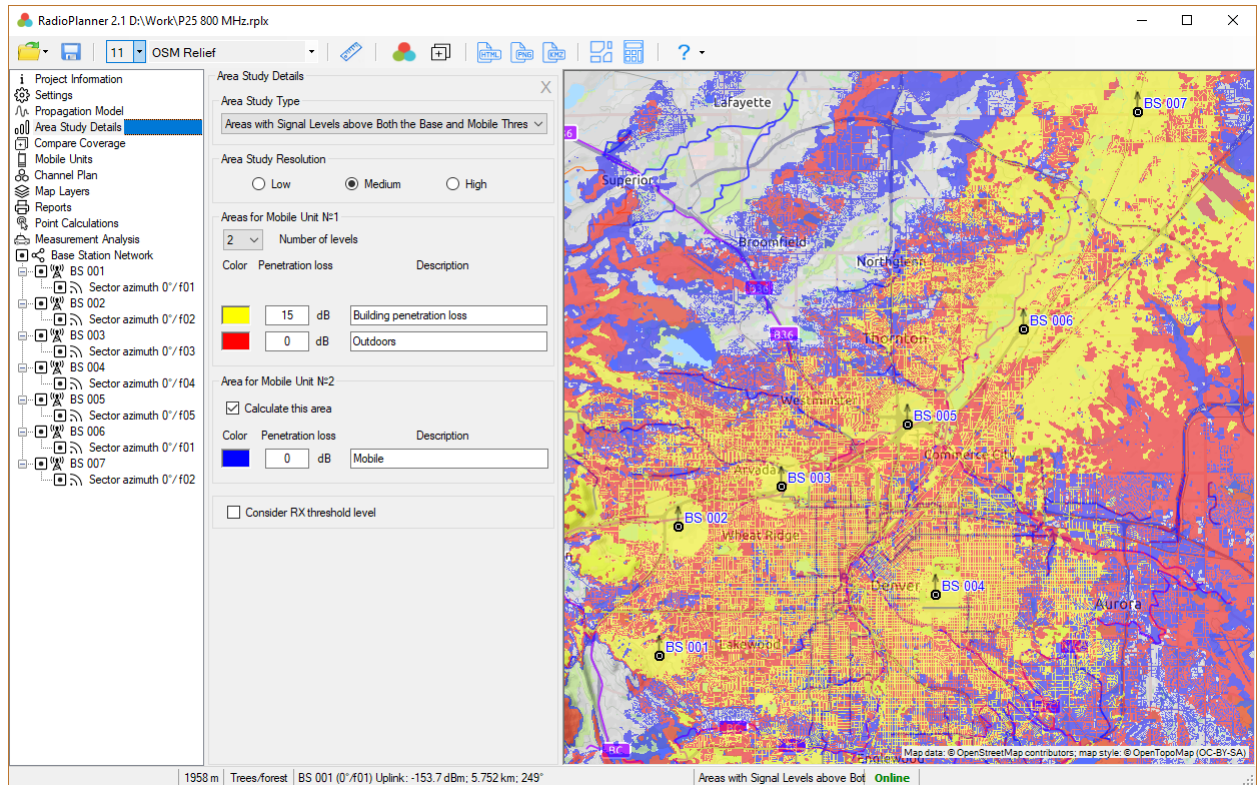 RadioPlanner 2.1 D:\Work\P25 800 MHz.rplx
11 OSM Relief HTML PNG KMZ ?
Project Information
Settings
Propagation Model
Area Study Details
Compare Coverage
Mobile Units
Channel Plan
Map Layers
Reports
Point Calculations
Measurement Analysis
Base Station Network
BS 001
Sector azimuth 0°/ f01
BS 002
Sector azimuth 0°/ f02
BS 003
Sector azimuth 0°/ f03
BS 004
Sector azimuth 0°/ f04
BS 005
Sector azimuth 0°/ f05
BS 006
Sector azimuth 0°/ f01
BS 007
Sector azimuth 0°/ f02
Area Study Details
X
Area Study Type
Areas with Signal Levels above Both the Base and Mobile Thres
Area Study Resolution
Low Medium High
Areas for Mobile Unit №1
2 Number of levels
Color Penetration loss Description
15 dB Building penetration loss
0 dB Outdoors
Area for Mobile Unit №2
Calculate this area
Color Penetration loss Description
0 dB Mobile
Consider RX threshold level
Lafayette
BS 007
Superior
Broomfield
Northglenn
BS 006
B36
Thornton
Westminster
BS 005
Commerce City
Arvada
BS 003
BS 002
Wheat Ridge
Denver
BS 004
Aurora
BS 001
Lakewood
Map data: © OpenStreetMap contributors; map style: © OpenTopoMap (OC-BY-SA)
1958 m Trees/forest BS 001 (0°/f01) Uplink: -153.7 dBm; 5.752 km; 249° Areas with Signal Levels above Bot Online